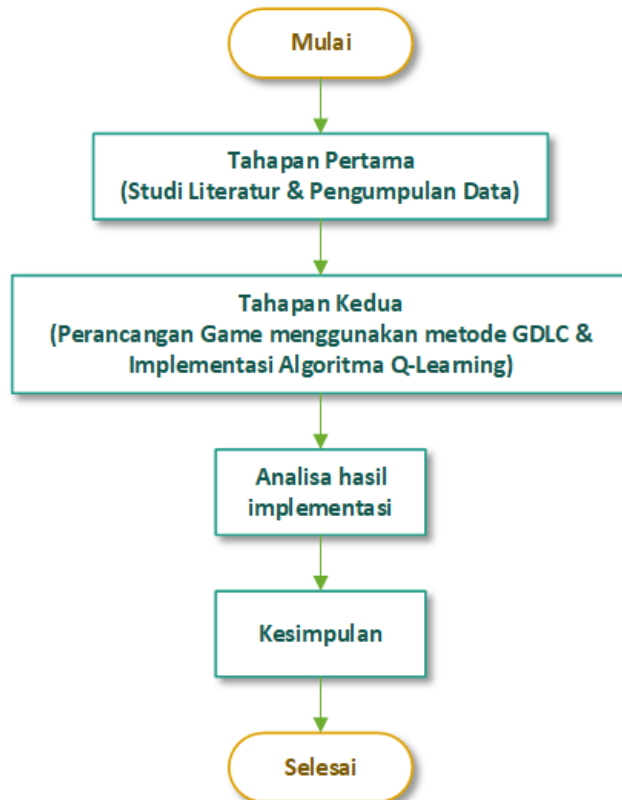 Mulai
Tahapan Pertama
(Studi Literatur & Pengumpulan Data)
Tahapan Kedua
(Perancangan Game menggunakan metode GDLC &
Implementasi Algoritma Q-Learning)
Analisa hasil
implementasi
Kesimpulan
Selesai